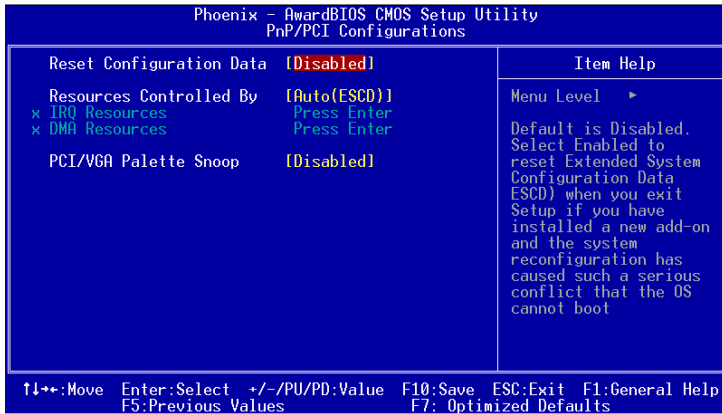 Phoenix - AwardBIOS CMOS Setup Utility
PnP/PCI Configurations
Reset Configuration Data [Disabled]
Resources Controlled By [Auto(ESCD)]
x IRQ Resources Press Enter
x DMA Resources Press Enter
PCI/VGA Palette Snoop [Disabled]
Item Help
Menu Level ►
Default is Disabled.
Select Enabled to
reset Extended System
Configuration Data
ESCD) when you exit
Setup if you have
installed a new add-on
and the system
reconfiguration has
caused such a serious
conflict that the OS
cannot boot
↑↓→←:Move Enter:Select +/-/PU/PD:Value F10:Save ESC:Exit F1:General Help
F5:Previous Values F7: Optimized Defaults